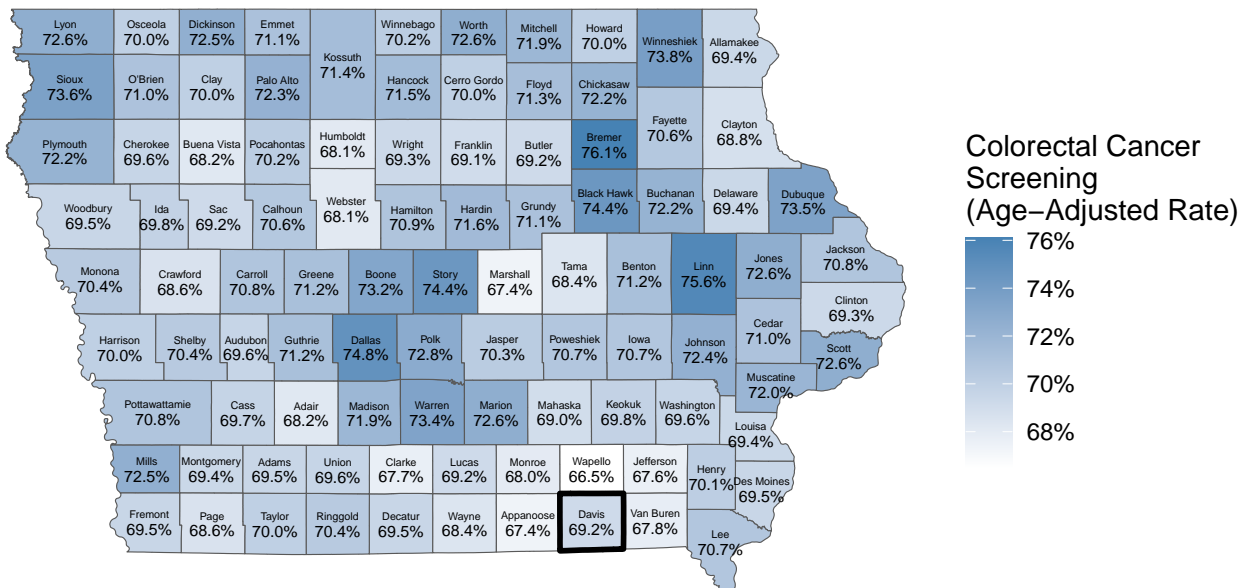 Lyon
72.6%
Osceola
70.0%
Dickinson
72.5%
Emmet
71.1%
Kossuth
71.4%
Winnebago
70.2%
Worth
72.6%
Mitchell
71.9%
Howard
70.0%
Winneshiek
73.8%
Allamakee
69.4%
Sioux
73.6%
O'Brien
71.0%
Clay
70.0%
Palo Alto
72.3%
Hancock
71.5%
Cerro Gordo
70.0%
Floyd
71.3%
Chickasaw
72.2%
Fayette
70.6%
Clayton
68.8%
Plymouth
72.2%
Cherokee
69.6%
Buena Vista
68.2%
Pocahontas
70.2%
Humboldt
68.1%
Wright
69.3%
Franklin
69.1%
Butler
69.2%
Bremer
76.1%
Woodbury
69.5%
Ida
69.8%
Sac
69.2%
Calhoun
70.6%
Webster
68.1%
Hamilton
70.9%
Hardin
71.6%
Grundy
71.1%
Black Hawk
74.4%
Buchanan
72.2%
Delaware
69.4%
Dubuque
73.5%
Monona
70.4%
Crawford
68.6%
Carroll
70.8%
Greene
71.2%
Boone
73.2%
Story
74.4%
Marshall
67.4%
Tama
68.4%
Benton
71.2%
Linn
75.6%
Jones
72.6%
Jackson
70.8%
Clinton
69.3%
Harrison
70.0%
Shelby
70.4%
Audubon
69.6%
Guthrie
71.2%
Dallas
74.8%
Polk
72.8%
Jasper
70.3%
Poweshiek
70.7%
Iowa
70.7%
Johnson
72.4%
Cedar
71.0%
Scott
72.6%
Muscatine
72.0%
Pottawattamie
70.8%
Cass
69.7%
Adair
68.2%
Madison
71.9%
Warren
73.4%
Marion
72.6%
Mahaska
69.0%
Keokuk
69.8%
Washington
69.6%
Louisa
69.4%
Mills
72.5%
Montgomery
69.4%
Adams
69.5%
Union
69.6%
Clarke
67.7%
Lucas
69.2%
Monroe
68.0%
Wapello
66.5%
Jefferson
67.6%
Henry
70.1%
Des Moines
69.5%
Fremont
69.5%
Page
68.6%
Taylor
70.0%
Ringgold
70.4%
Decatur
69.5%
Wayne
68.4%
Appanoose
67.4%
Davis
69.2%
Van Buren
67.8%
Lee
70.7%
Colorectal Cancer
Screening
(Age−Adjusted Rate)
76%
74%
72%
70%
68%